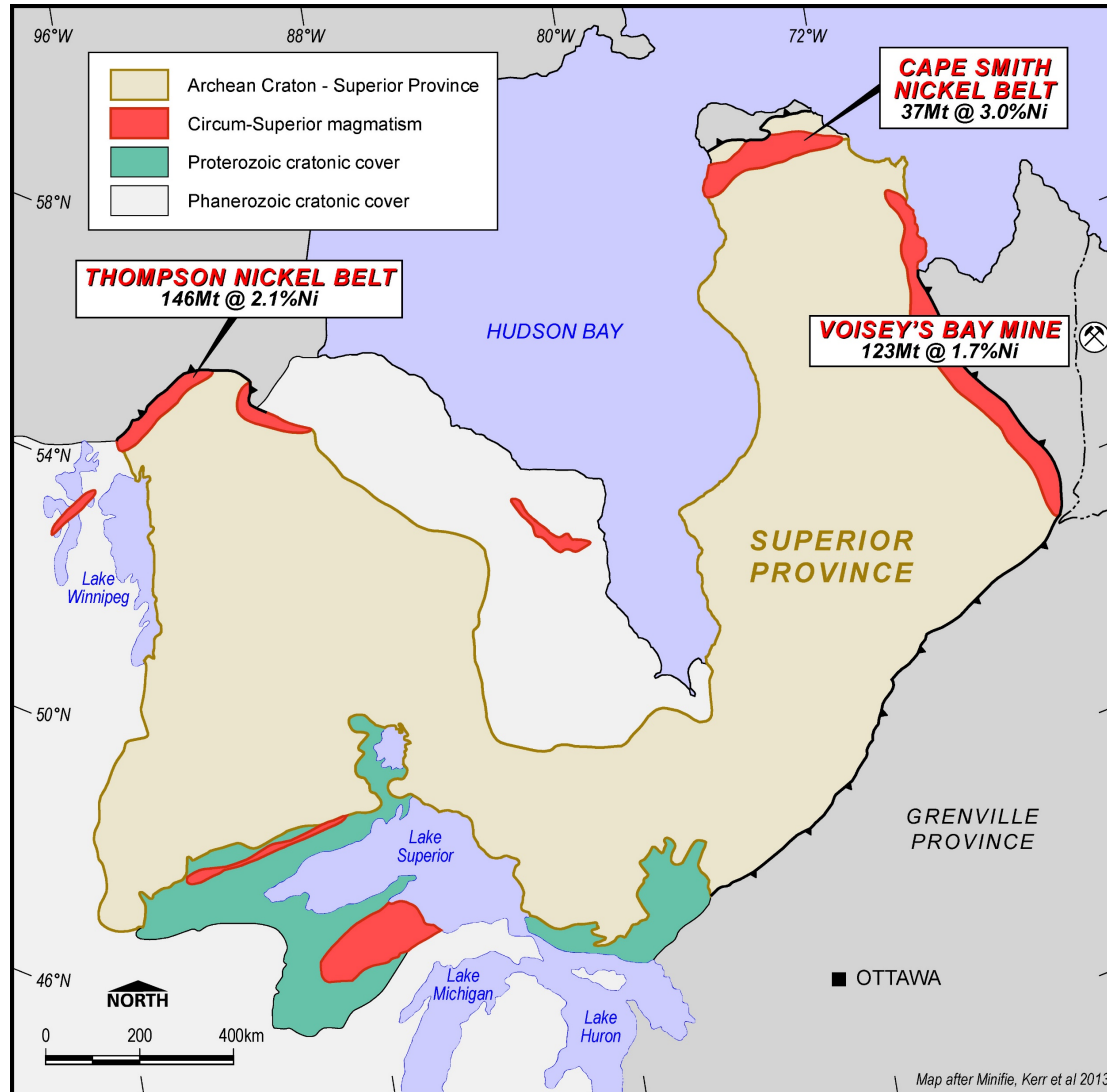 96°W
88°W
80°W
72°W
Archean Craton - Superior Province
Circum-Superior magmatism
Proterozoic cratonic cover
Phanerozoic cratonic cover
CAPE SMITH
NICKEL BELT
37Mt @ 3.0%Ni
58°N
THOMPSON NICKEL BELT
146Mt @ 2.1%Ni
HUDSON BAY
VOISEY'S BAY MINE
123Mt @ 1.7%Ni
54°N
SUPERIOR
PROVINCE
Lake
Winnipeg
50°N
GRENVILLE
PROVINCE
Lake
Superior
46°N
NORTH
Lake
Michigan
Lake
Huron
OTTAWA
0 200 400km
Map after Minifie, Kerr et al 2013